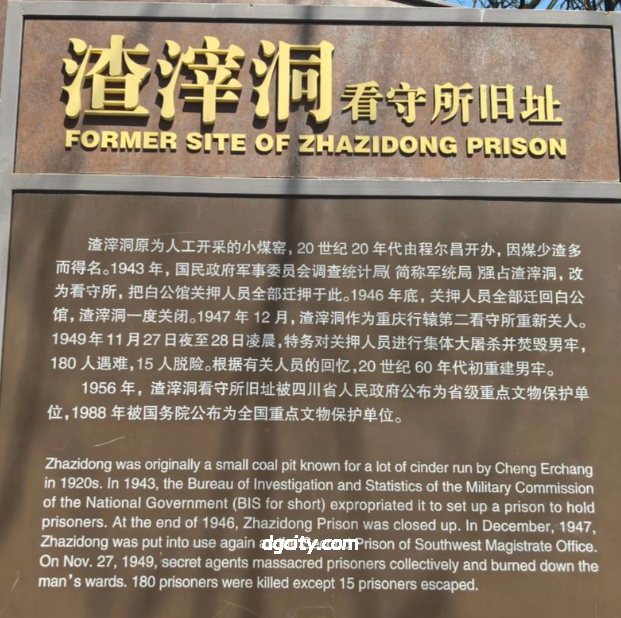 渣滓洞看守所旧址
FORMER SITE OF ZHAZIDONG PRISON
渣滓洞原为人工开采的小煤窑，20世纪20年代由程尔昌开办，因煤少渣多
而得名。1943年，国民政府军事委员会调查统计局(简称军统局)强占渣滓洞，改
为看守所，把白公馆关押人员全部迁押于此。1946年底，关押人员全部迁回白公
馆，渣滓洞一度关闭。1947年12月，渣滓洞作为重庆行辕第二看守所重新关人。
1949年11月27日夜至28日凌晨，特务对关押人员进行集体大屠杀并焚毁男牢，
180人遇难，15人脱险。根据有关人员的回忆，20世纪60年代初重建男牢。
1956年，渣滓洞看守所旧址被四川省人民政府公布为省级重点文物保护单
位，1988年被国务院公布为全国重点文物保护单位。
Zhazidong was originally a small coal pit known for a lot of cinder run by Cheng Erchang
in 1920s. In 1943, the Bureau of Investigation and Statistics of the Military Commission
of the National Government (BIS for short) expropriated it to set up a prison to hold
prisoners. At the end of 1946, Zhazidong Prison was closed up. In December, 1947,
Zhazidong was put into use again Prison of Southwest Magistrate Office.
dgcity.com
On Nov. 27, 1949, secret agents massacred prisoners collectively and burned down the
man's wards. 180 prisoners were killed except 15 prisoners escaped.